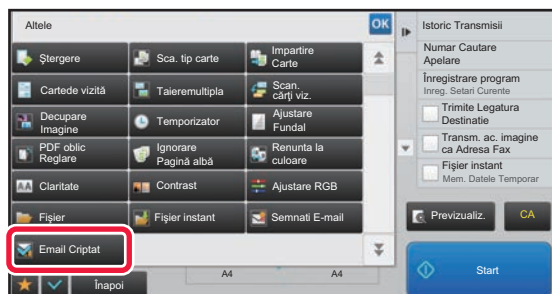 Altele
OK
Ştergere
Sca. tip carte
Impartire
Carte
Cartede vizită
Taieremultipla
Scan.
cărţi viz.
Decupare
Imagine
Temporizator
Ajustare
Fundal
PDF oblic
Reglare
Ignorare
Pagină albă
Renunta la
culoare
AA Claritate
Contrast
Ajustare RGB
Fişier
Fişier instant
Semnati E-mail
Email Criptat
Înapoi
A4
A4
Istoric Transmisii
Numar Cautare
Apelare
Înregistrare program
Inreg. Setari Curente
Trimite Legatura
Destinatie
Transm. ac. imagine
ca Adresa Fax
Fişier instant
Mem. Datele Temporar
Previzualiz.
CA
Start